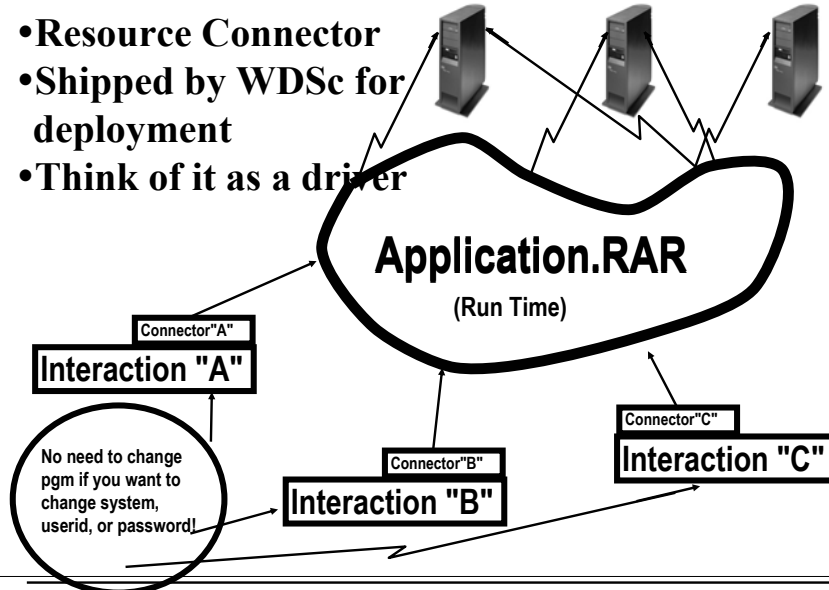 •Resource Connector
•Shipped by WDSc for
deployment
•Think of it as a driver
Application.RAR
(Run Time)
Connector"A"
Interaction "A"
No need to change
pgm if you want to
change system,
userid, or password!
Connector"B"
Interaction "B"
Connector"C"
Interaction "C"